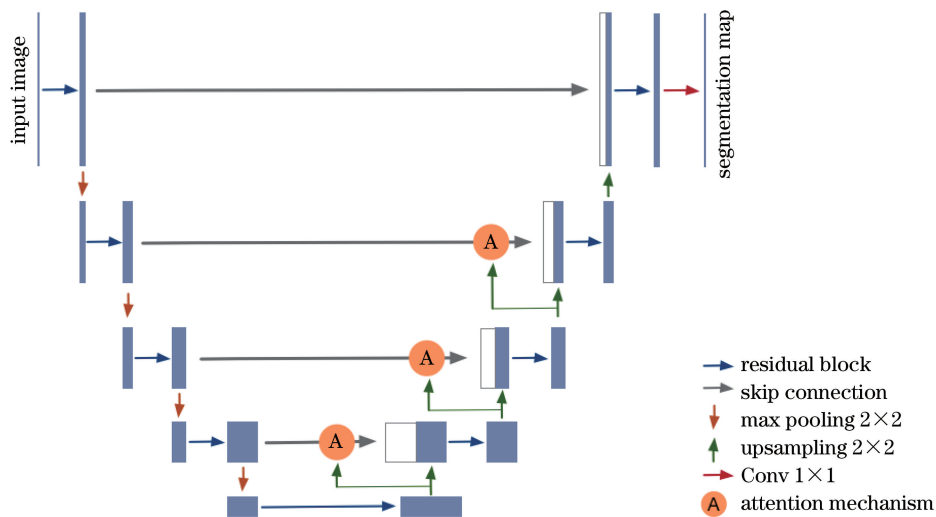 input image
segmentation map
A
A
A
residual block
skip connection
max pooling 2×2
upsampling 2×2
Conv 1×1
A attention mechanism